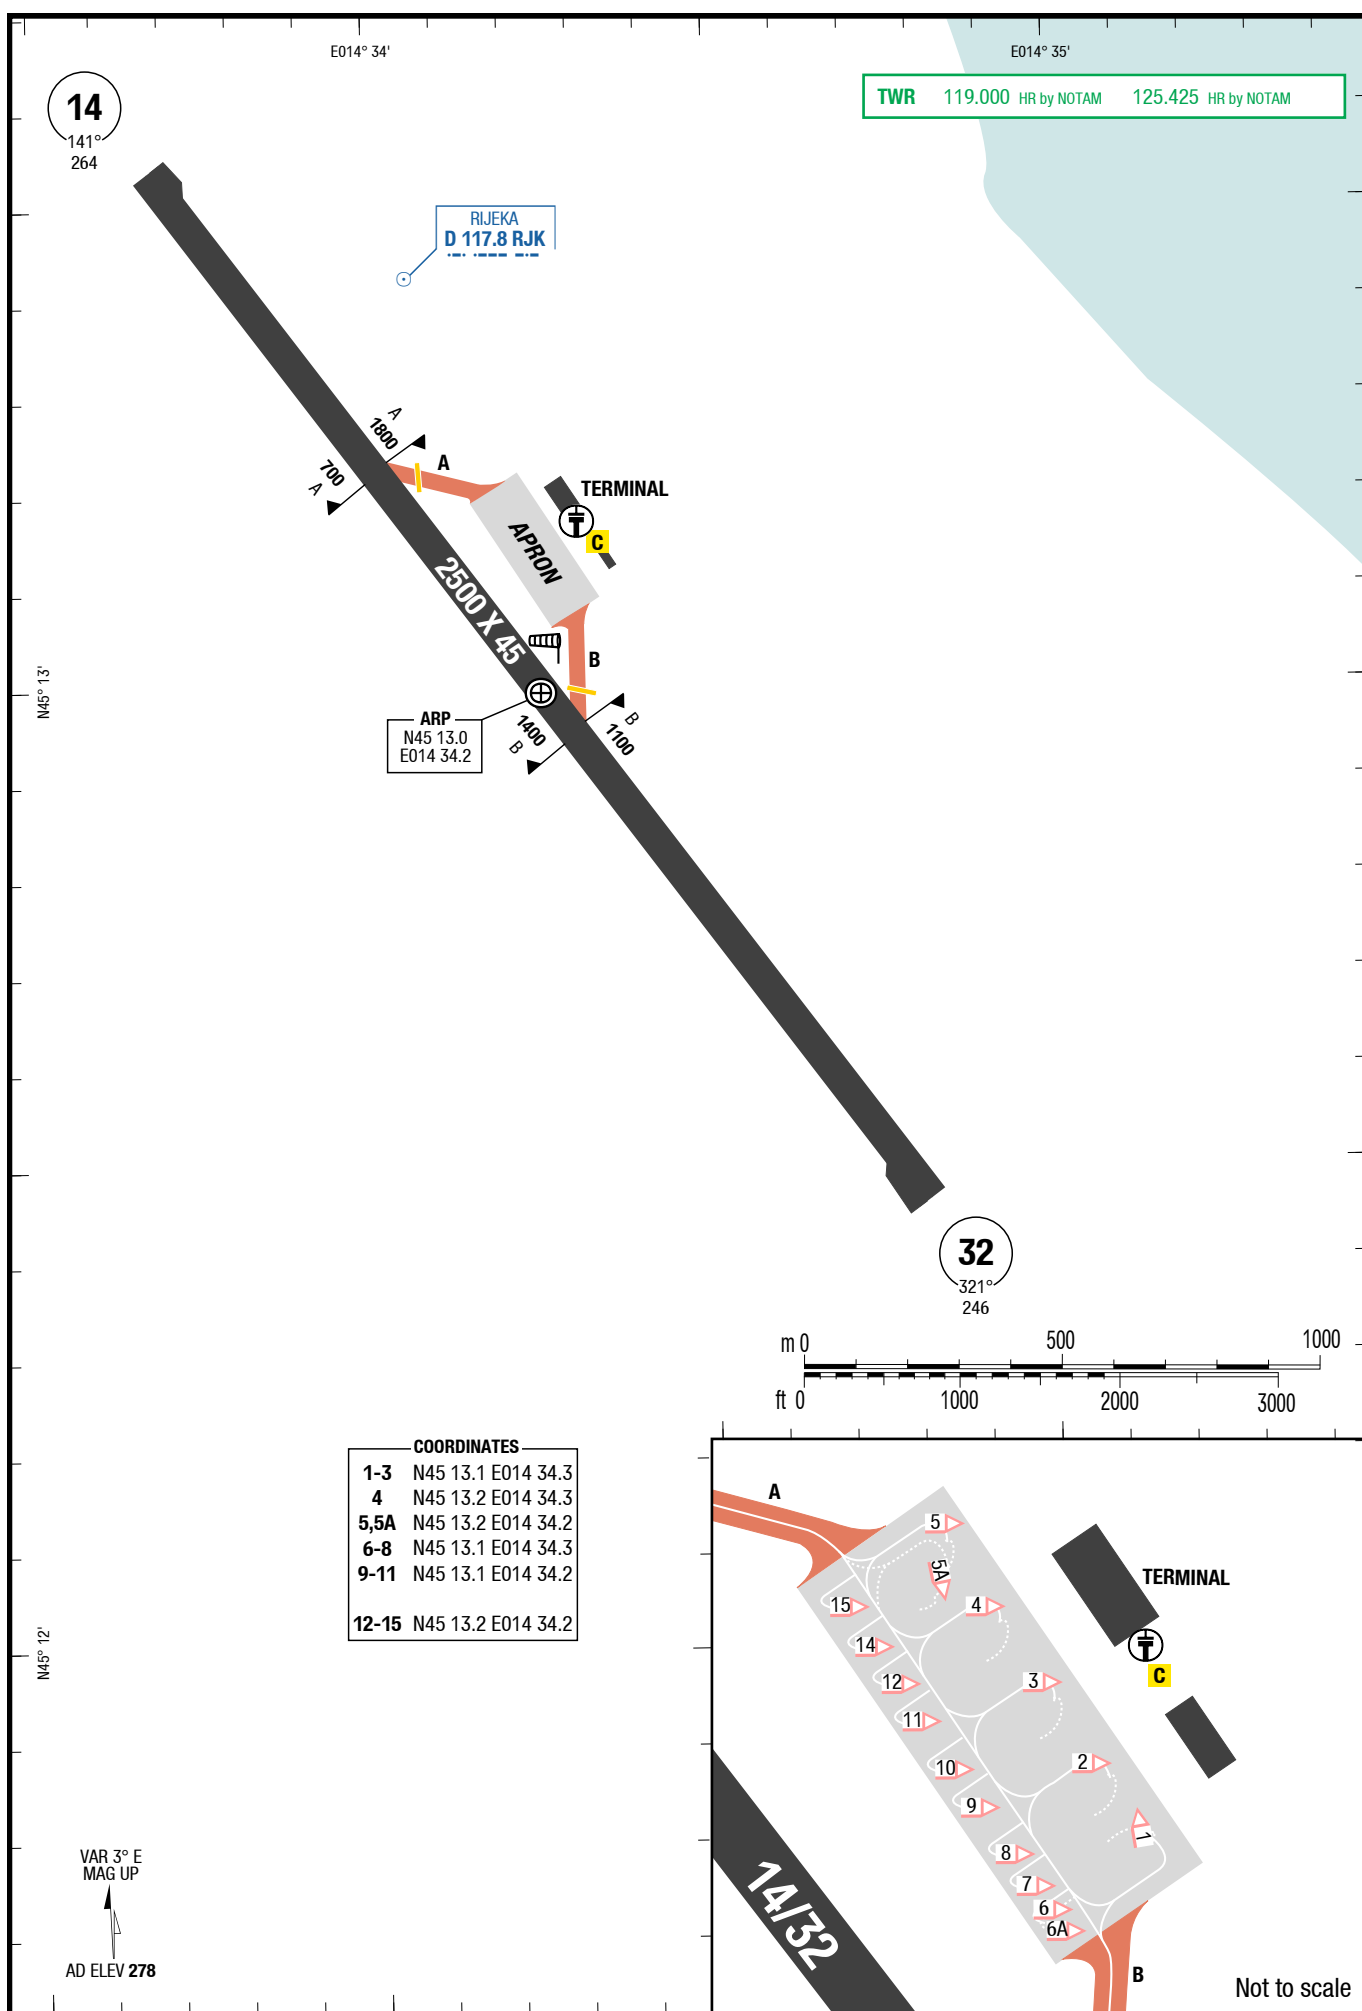 E014° 34'
E014° 35'
14
141°
264
TWR 119.000 HR by NOTAM 125.425 HR by NOTAM
RIJEKA
D 117.8 RJK
A
1800
700
A
A
TERMINAL
C
APRON
2500 X 45
B
N45° 13'
ARP
N45 13.0
E014 34.2
1400
B
B
1100
32
321°
246
m 0 500 1000
ft 0 1000 2000 3000
COORDINATES
1-3 N45 13.1 E014 34.3
4 N45 13.2 E014 34.3
5,5A N45 13.2 E014 34.2
6-8 N45 13.1 E014 34.3
9-11 N45 13.1 E014 34.2
12-15 N45 13.2 E014 34.2
N45° 12'
A
5
5A
TERMINAL
15
4
14
C
12
3
11
10
2
9
1
8
7
6
6A
14/32
B
VAR 3° E
MAG UP
AD ELEV 278
Not to scale